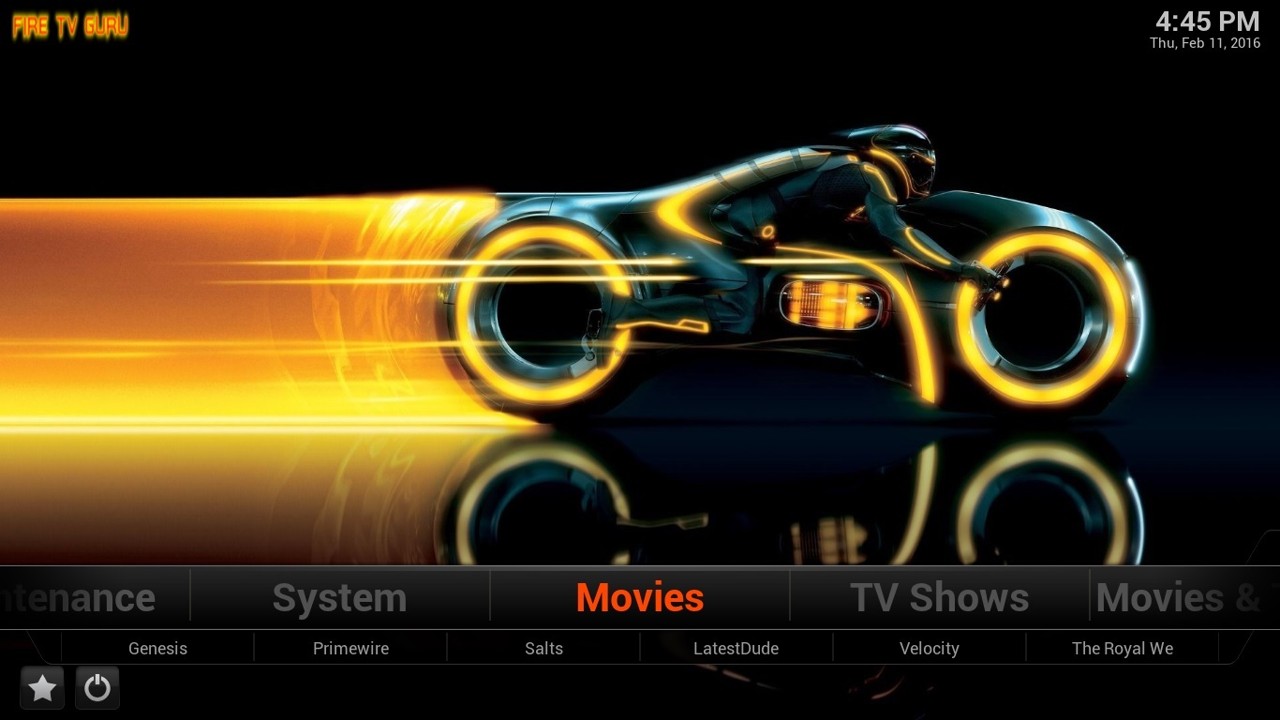 FIRE TV GURU
4:45 PM
Thu, Feb 11, 2016
ntenance System Movies TV Shows Movies &
Genesis Primewire Salts LatestDude Velocity The Royal We